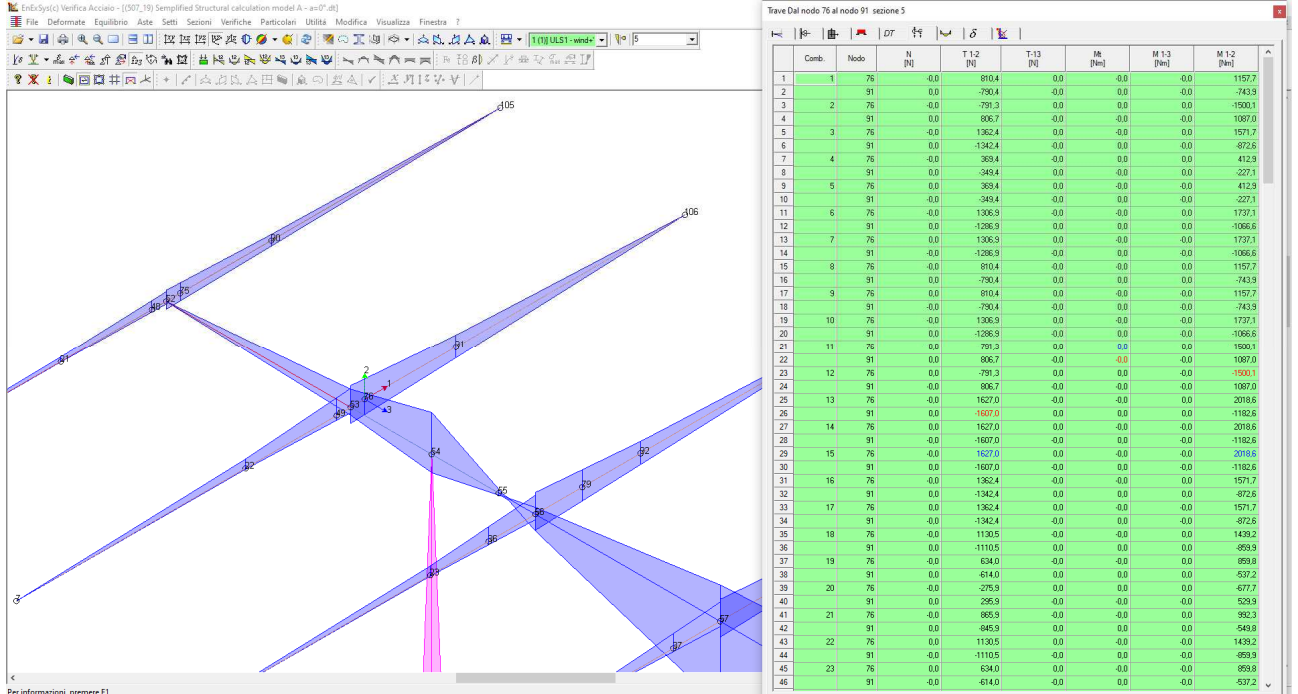 EnExSys(c) Verifica Acciaio - [(507_19) Semplified Structural calculation model A - a=0°.dt]
File Deformate Equilibrio Aste Setti Sezioni Verifiche Particolari Utilitá Modifica Visualizza Finestra ?
1 (1)] ULS1 - wind+
5
105
106
90
75
52
48
81
91
2
1
76
3
53
49
82
54
92
79
55
56
7
57
Per informazioni, premere F1
Trave Dal nodo 76 al nodo 91 sezione 5
x
DT
δ
Comb. Nodo N [N] T 1-2 [N] T-13 [N] Mt [Nm] M 1-3 [Nm] M 1-2 [Nm]
1 1 76 -0,0 810,4 0,0 -0,0 -0,0 1157,7
2 91 0,0 -790,4 -0,0 0,0 0,0 -743,9
3 2 76 -0,0 -791,3 0,0 -0,0 -0,0 -1500,1
4 91 0,0 806,7 -0,0 0,0 0,0 1087,0
5 3 76 -0,0 1362,4 0,0 -0,0 -0,0 1571,7
6 91 0,0 -1342,4 -0,0 0,0 0,0 -872,6
7 4 76 -0,0 369,4 0,0 -0,0 -0,0 412,9
8 91 0,0 -349,4 -0,0 0,0 0,0 -227,1
9 5 76 -0,0 369,4 0,0 -0,0 -0,0 412,9
10 91 0,0 -349,4 -0,0 0,0 0,0 -227,1
11 6 76 -0,0 1306,9 0,0 -0,0 -0,0 1737,1
12 91 0,0 -1286,9 -0,0 0,0 0,0 -1066,6
13 7 76 -0,0 1306,9 0,0 -0,0 -0,0 1737,1
14 91 0,0 -1286,9 -0,0 0,0 0,0 -1066,6
15 8 76 -0,0 810,4 0,0 -0,0 -0,0 1157,7
16 91 0,0 -790,4 -0,0 0,0 0,0 -743,9
17 9 76 -0,0 810,4 0,0 -0,0 -0,0 1157,7
18 91 0,0 -790,4 -0,0 0,0 0,0 -743,9
19 10 76 -0,0 1306,9 0,0 -0,0 -0,0 1737,1
20 91 0,0 -1286,9 -0,0 0,0 0,0 -1066,6
21 11 76 -0,0 791,3 0,0 0,0 -0,0 1500,1
22 91 0,0 806,7 -0,0 -0,0 0,0 1087,0
23 12 76 -0,0 -791,3 0,0 -0,0 -0,0 -1500,1
24 91 0,0 806,7 -0,0 0,0 0,0 1087,0
25 13 76 -0,0 1627,0 0,0 -0,0 -0,0 2018,6
26 91 0,0 -1607,0 -0,0 0,0 0,0 -1182,6
27 14 76 -0,0 1627,0 0,0 -0,0 -0,0 2018,6
28 91 0,0 -1607,0 -0,0 0,0 0,0 -1182,6
29 15 76 -0,0 1627,0 0,0 -0,0 -0,0 2018,6
30 91 0,0 -1607,0 -0,0 0,0 0,0 -1182,6
31 16 76 -0,0 1362,4 0,0 -0,0 -0,0 1571,7
32 91 0,0 -1342,4 -0,0 0,0 0,0 -872,6
33 17 76 -0,0 1362,4 0,0 -0,0 -0,0 1571,7
34 91 0,0 -1342,4 -0,0 0,0 0,0 -872,6
35 18 76 -0,0 1130,5 0,0 -0,0 -0,0 1439,2
36 91 0,0 -1110,5 -0,0 0,0 0,0 -859,9
37 19 76 -0,0 634,0 0,0 -0,0 -0,0 859,8
38 91 0,0 -614,0 -0,0 0,0 0,0 -537,2
39 20 76 -0,0 -275,9 0,0 -0,0 -0,0 -677,7
40 91 0,0 295,9 -0,0 0,0 0,0 529,9
41 21 76 -0,0 865,9 0,0 -0,0 -0,0 992,3
42 91 0,0 -845,9 -0,0 0,0 0,0 -549,8
43 22 76 -0,0 1130,5 0,0 -0,0 -0,0 1439,2
44 91 0,0 -1110,5 -0,0 0,0 0,0 -859,9
45 23 76 -0,0 634,0 0,0 -0,0 -0,0 859,8
46 91 0,0 -614,0 -0,0 0,0 0,0 -537,2